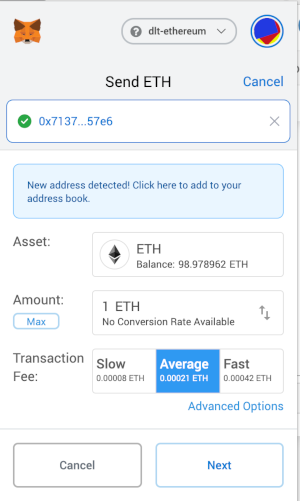 dlt-ethereum
Send ETH
Cancel
0x7137...57e6
New address detected! Click here to add to your
address book.
Asset:
ETH
Balance: 98.978962 ETH
Amount:
Max
1 ETH
No Conversion Rate Available
Transaction
Fee:
Slow
0.00008 ETH
Average
0.00021 ETH
Fast
0.00042 ETH
Advanced Options
Cancel
Next